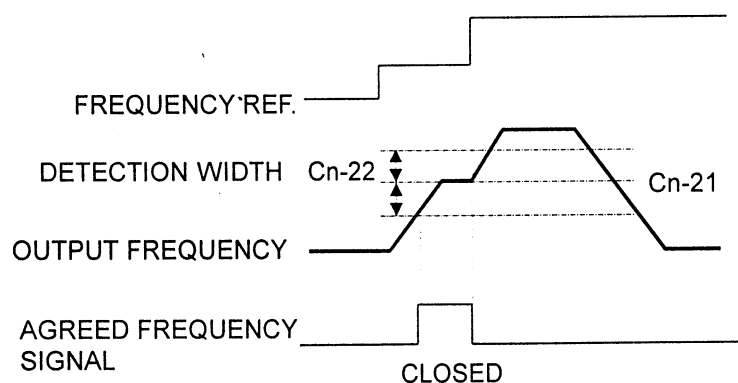 FREQUENCY REF.
DETECTION WIDTH Cn-22
Cn-21
OUTPUT FREQUENCY
AGREED FREQUENCY
SIGNAL
CLOSED